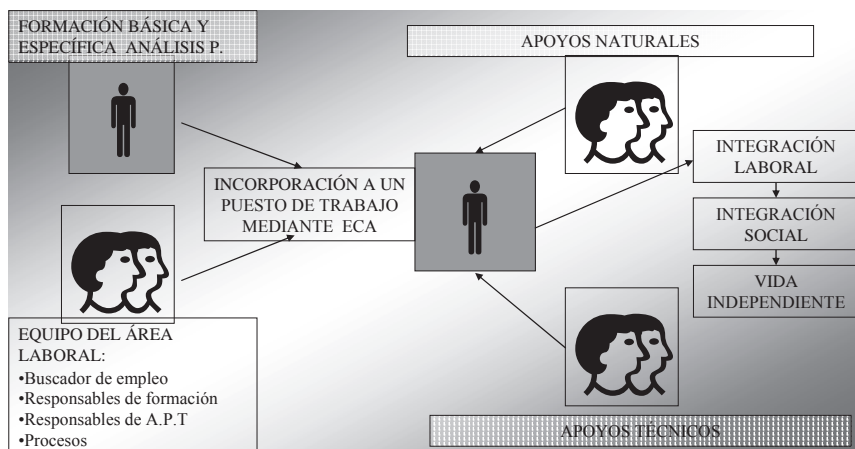 FORMACIÓN BÁSICA Y
ESPECÍFICA ANÁLISIS P.
APOYOS NATURALES
INCORPORACIÓN A UN
PUESTO DE TRABAJO
MEDIANTE ECA
INTEGRACIÓN
LABORAL
INTEGRACIÓN
SOCIAL
VIDA
INDEPENDIENTE
EQUIPO DEL ÁREA
LABORAL:
•Buscador de empleo
•Responsables de formación
•Responsables de A.P.T
•Procesos
APOYOS TÉCNICOS